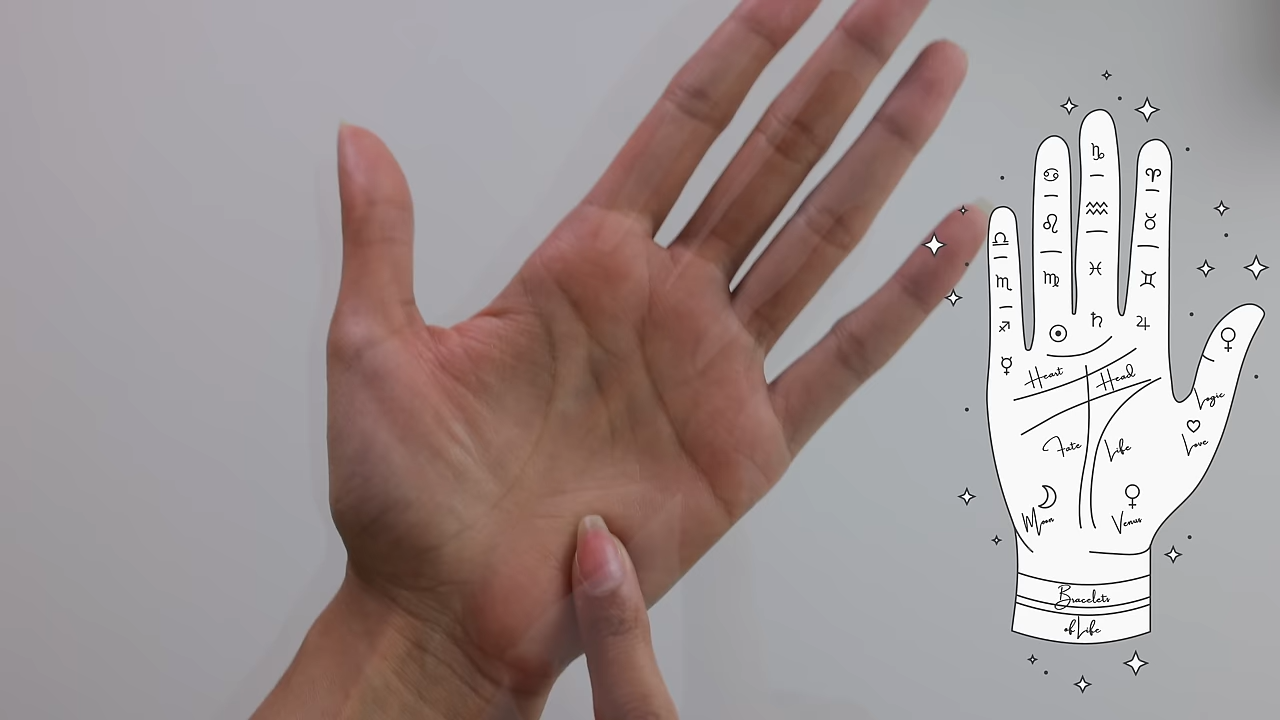 Heart
Head
Logic
Love
Fate
Life
Moon
Venus
Bracelets
of Life